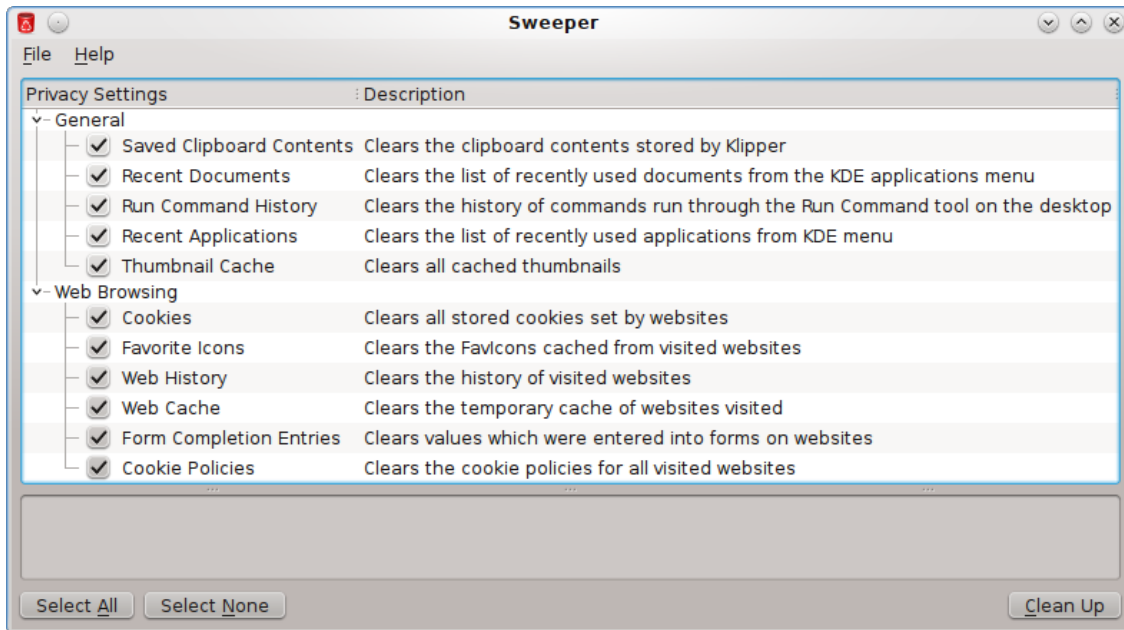 Sweeper
File Help
Privacy Settings Description
General
Saved Clipboard Contents Clears the clipboard contents stored by Klipper
Recent Documents Clears the list of recently used documents from the KDE applications menu
Run Command History Clears the history of commands run through the Run Command tool on the desktop
Recent Applications Clears the list of recently used applications from KDE menu
Thumbnail Cache Clears all cached thumbnails
Web Browsing
Cookies Clears all stored cookies set by websites
Favorite Icons Clears the FavIcons cached from visited websites
Web History Clears the history of visited websites
Web Cache Clears the temporary cache of websites visited
Form Completion Entries Clears values which were entered into forms on websites
Cookie Policies Clears the cookie policies for all visited websites
Select All Select None Clean Up